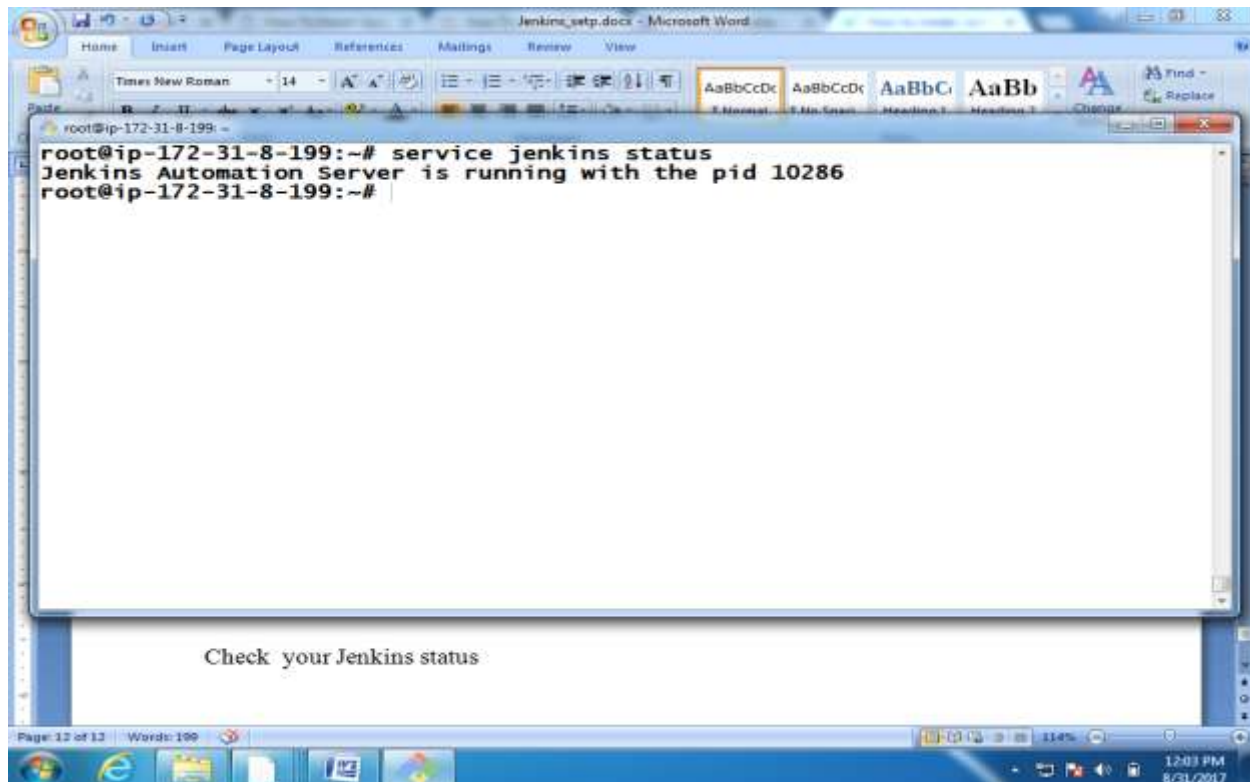 Jenkins_setp.docx - Microsoft Word
Home Insert Page Layout References Mailings Review View
Times New Roman 14
AaBbCcDc AaBbCcDc AaBbC AaBb
Find
Replace
Paste
Change
root@ip-172-31-8-199: ~
root@ip-172-31-8-199:~# service jenkins status
Jenkins Automation Server is running with the pid 10286
root@ip-172-31-8-199:~#
Check your Jenkins status
Page: 12 of 12 Words: 199 114%
12:03 PM
8/31/2017